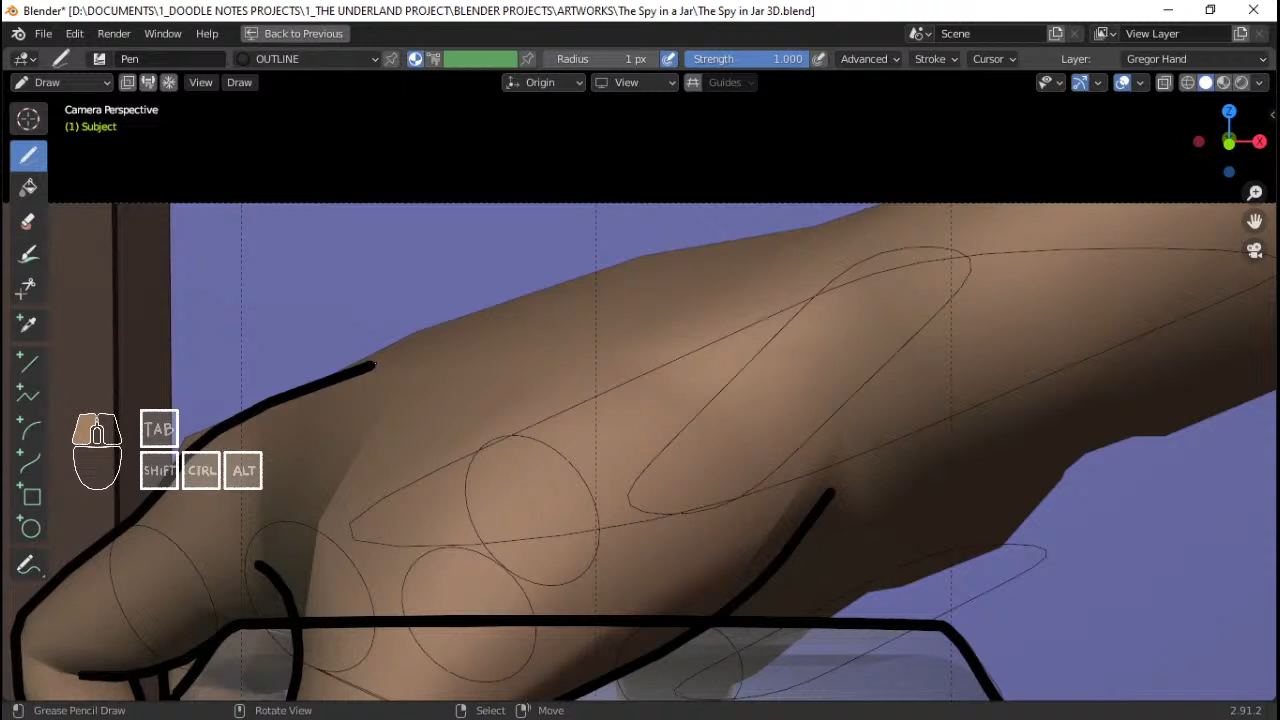 Blender* [D:\DOCUMENTS\1_DOODLE NOTES PROJECTS\1_THE UNDERLAND PROJECT\BLENDER PROJECTS\ARTWORKS\The Spy in a Jar\The Spy in Jar 3D.blend]
File Edit Render Window Help Back to Previous Scene View Layer
Pen OUTLINE Radius 1 px Strength 1.000 Advanced Stroke Cursor Layer: Gregor Hand
Draw View Draw Origin View Guides
Camera Perspective
(1) Subject
Z
X
TAB
SHIFT CTRL ALT
Grease Pencil Draw Rotate View Select Move 2.91.2